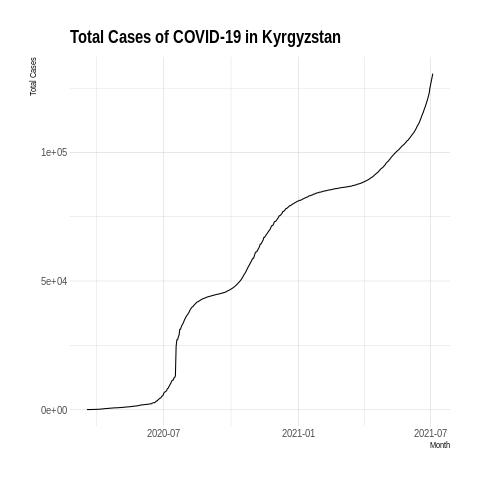 Total Cases of COVID-19 in Kyrgyzstan
Total Cases
1e+05
5e+04
0e+00
2020-07
2021-01
2021-07
Month